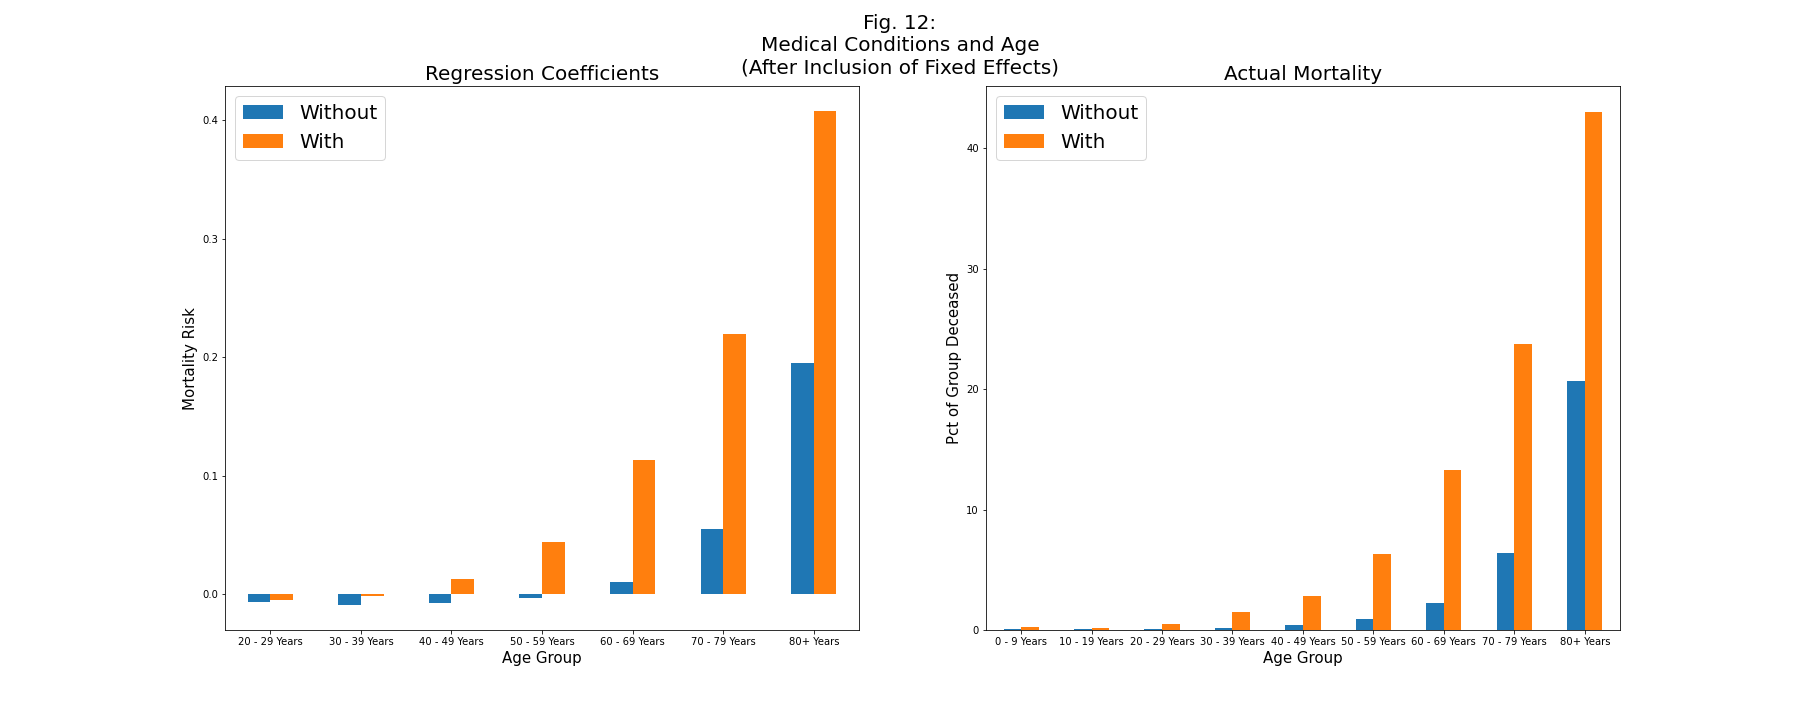 Fig. 12:
Medical Conditions and Age
(After Inclusion of Fixed Effects)
Regression Coefficients
Without
With
0.4
0.3
0.2
0.1
0.0
Mortality Risk
20 - 29 Years
30 - 39 Years
40 - 49 Years
50 - 59 Years
60 - 69 Years
70 - 79 Years
80+ Years
Age Group
Actual Mortality
Without
With
40
30
20
10
0
Pct of Group Deceased
0 - 9 Years
10 - 19 Years
20 - 29 Years
30 - 39 Years
40 - 49 Years
50 - 59 Years
60 - 69 Years
70 - 79 Years
80+ Years
Age Group